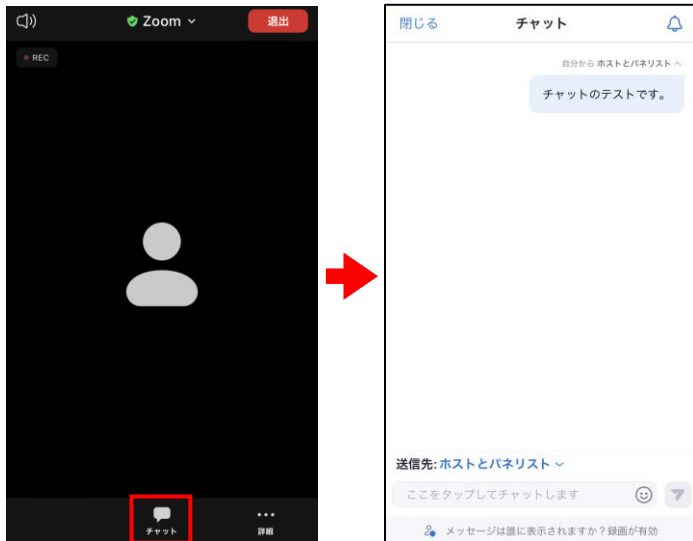 Zoom
退出
REC
チャット
詳細
閉じる
チャット
自分から ホストとパネリスト へ
チャットのテストです。
送信先: ホストとパネリスト
ここをタップしてチャットします
メッセージは誰に表示されますか？録画が有効